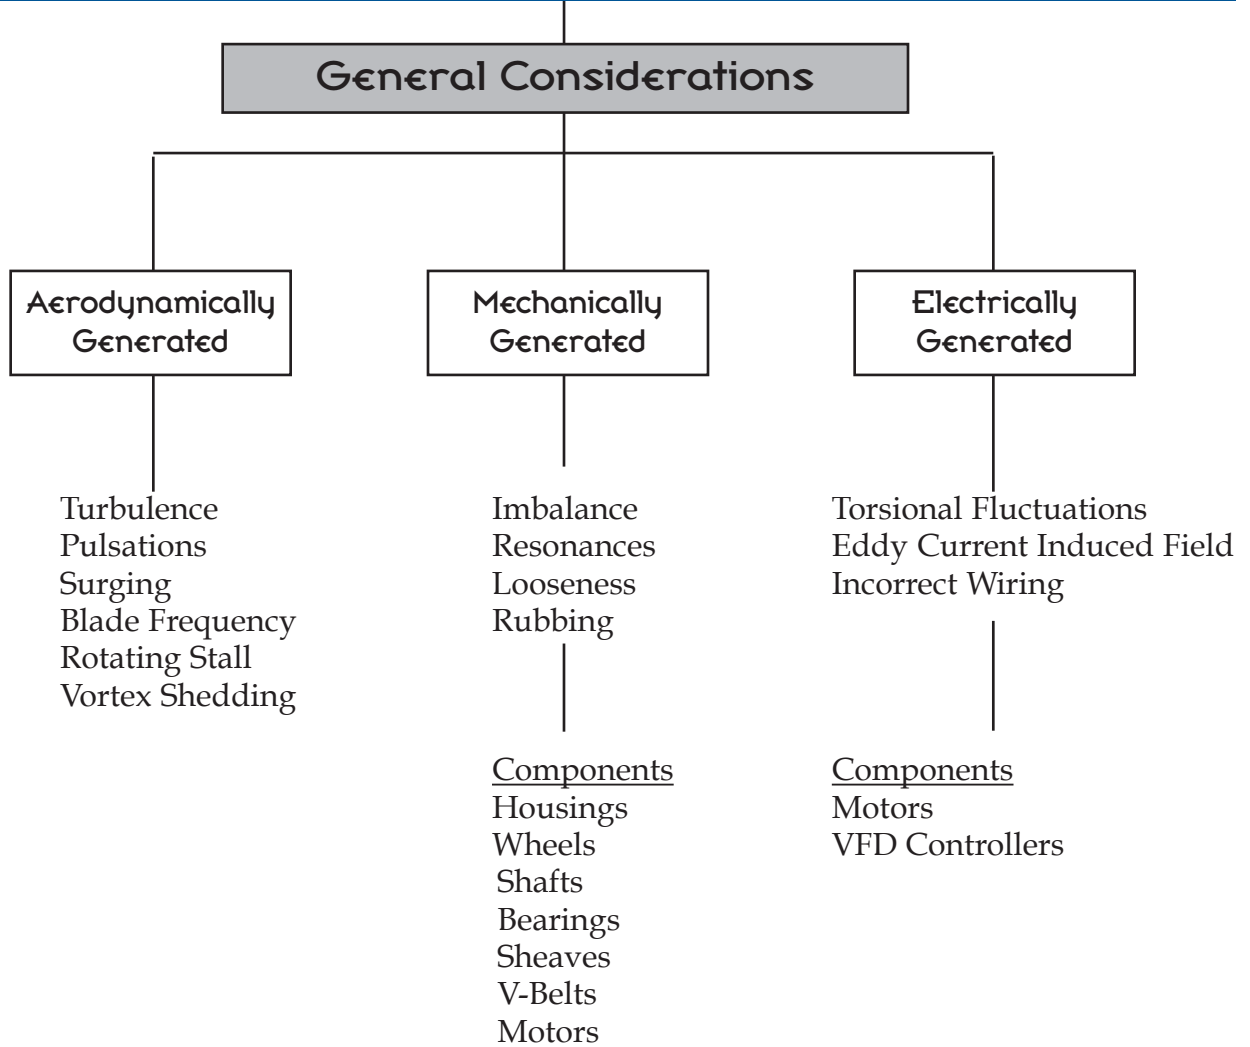 General Considerations
Aerodynamically
Generated
Mechanically
Generated
Electrically
Generated
Turbulence
Pulsations
Surging
Blade Frequency
Rotating Stall
Vortex Shedding
Imbalance
Resonances
Looseness
Rubbing
Components
Housings
Wheels
Shafts
Bearings
Sheaves
V-Belts
Motors
Torsional Fluctuations
Eddy Current Induced Field
Incorrect Wiring
Components
Motors
VFD Controllers